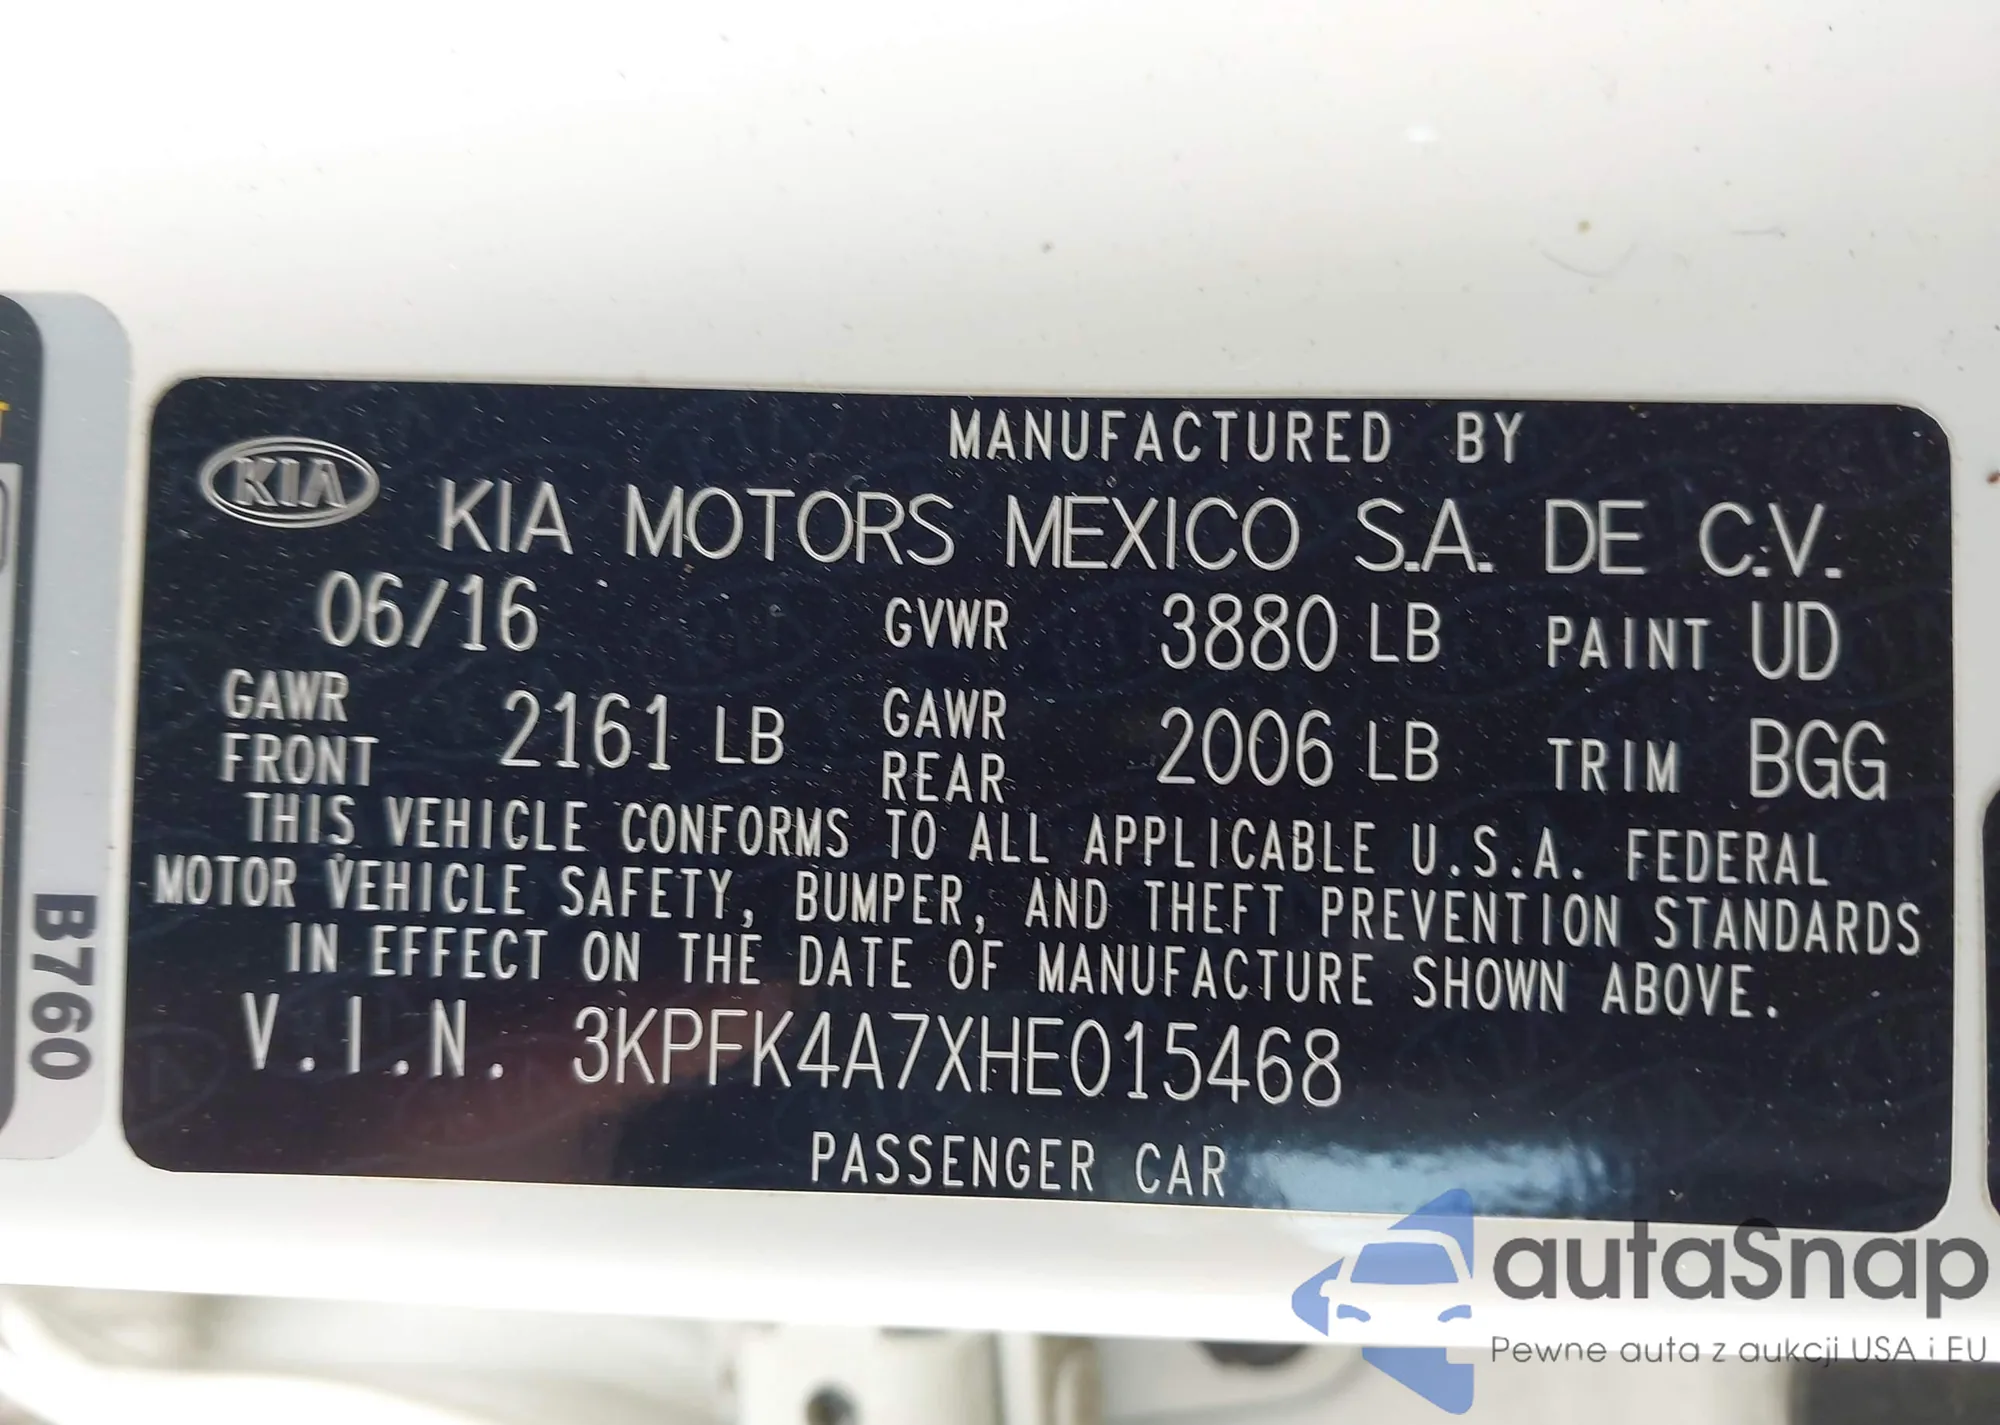 MANUFACTURED BY
KIA
KIA MOTORS MEXICO S.A. DE C.V.
06/16 GVWR 3880 LB PAINT UD
GAWR FRONT 2161 LB GAWR REAR 2006 LB TRIM BGG
THIS VEHICLE CONFORMS TO ALL APPLICABLE U.S.A. FEDERAL
MOTOR VEHICLE SAFETY, BUMPER, AND THEFT PREVENTION STANDARDS
IN EFFECT ON THE DATE OF MANUFACTURE SHOWN ABOVE.
V.I.N. 3KPFK4A7XHE015468
PASSENGER CAR
B760
autaSnap
Pewne auta z aukcji USA i EU